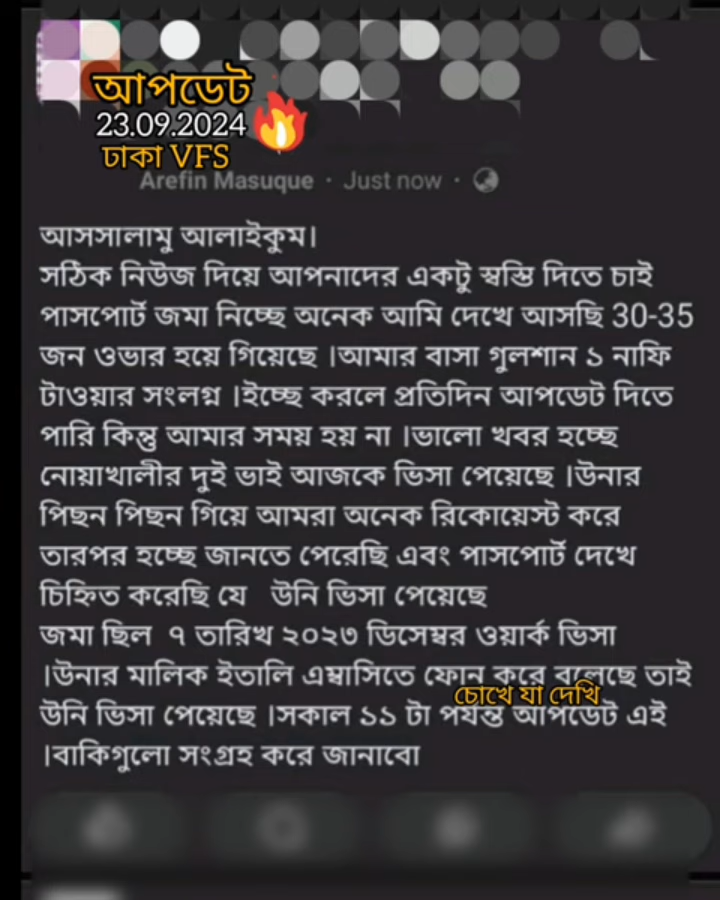 আপডেট
23.09.2024
ঢাকা VFS
Arefin Masuque · Just now ·
আসসালামু আলাইকুম।
সঠিক নিউজ দিয়ে আপনাদের একটু স্বস্তি দিতে চাই
পাসপোর্ট জমা নিচ্ছে অনেক আমি দেখে আসছি 30-35
জন ওভার হয়ে গিয়েছে ।আমার বাসা গুলশান ১ নাফি
টাওয়ার সংলগ্ন ।ইচ্ছে করলে প্রতিদিন আপডেট দিতে
পারি কিন্তু আমার সময় হয় না ।ভালো খবর হচ্ছে
নোয়াখালীর দুই ভাই আজকে ভিসা পেয়েছে ।উনার
পিছন পিছন গিয়ে আমরা অনেক রিকোয়েস্ট করে
তারপর হচ্ছে জানতে পেরেছি এবং পাসপোর্ট দেখে
চিহ্নিত করেছি যে উনি ভিসা পেয়েছে
জমা ছিল ৭ তারিখ ২০২৩ ডিসেম্বর ওয়ার্ক ভিসা
।উনার মালিক ইতালি এম্বাসিতে ফোন করে বলেছে তাই
চোখে যা দেখি
উনি ভিসা পেয়েছে ।সকাল ১১ টা পর্যন্ত আপডেট এই
।বাকিগুলো সংগ্রহ করে জানাবো